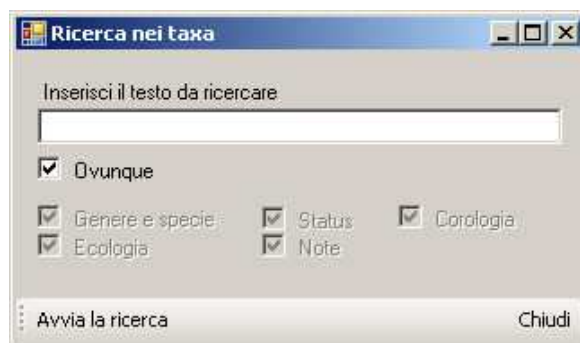 Ricerca nei taxa
Inserisci il testo da ricercare
Ovunque
Genere e specie Status Corologia
Ecologia Note
Avvia la ricerca Chiudi